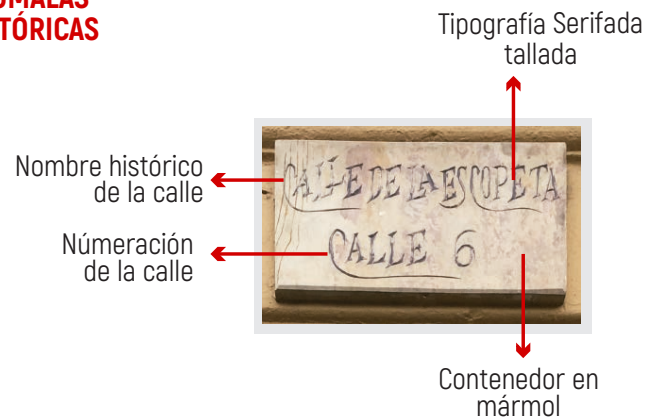 TÓRICAS
Tipografía Serifada
tallada
Nombre histórico
de la calle
CALLE DE LA ESCOPETA
Númeración
de la calle
CALLE 6
Contenedor en
mármol